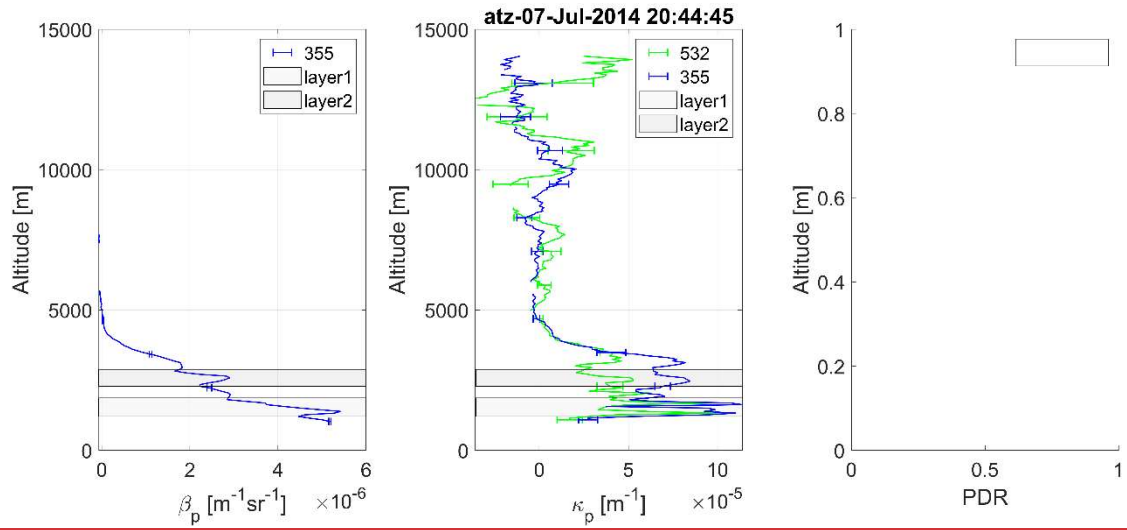 atz-07-Jul-2014 20:44:45
15000
10000
5000
0
Altitude [m]
0 2 4 6
β_p [m⁻¹sr⁻¹] ×10⁻⁶
355
layer1
layer2
15000
10000
5000
0
Altitude [m]
0 5 10
κ_p [m⁻¹] ×10⁻⁵
532
355
layer1
layer2
1
0.8
0.6
0.4
0.2
0
Altitude [m]
0 0.5 1
PDR